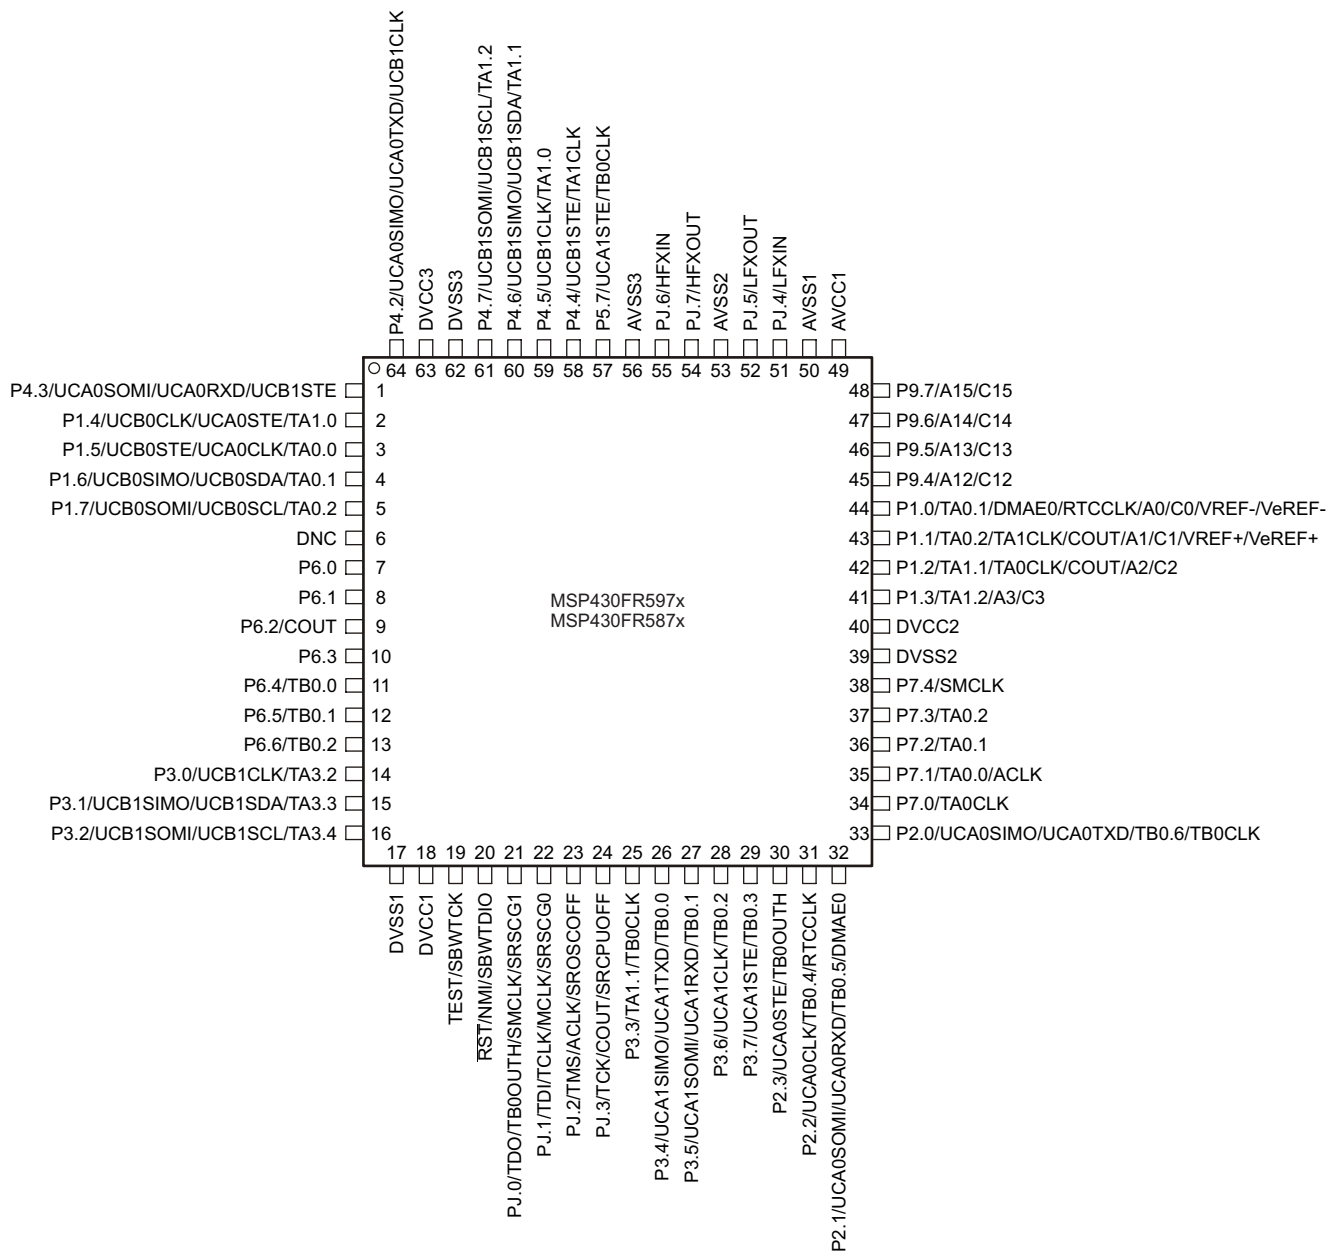 P4.2/UCA0SIMO/UCA0TXD/UCB1CLK
DVCC3
DVSS3
P4.7/UCB1SOMI/UCB1SCL/TA1.2
P4.6/UCB1SIMO/UCB1SDA/TA1.1
P4.5/UCB1CLK/TA1.0
P4.4/UCB1STE/TA1CLK
P5.7/UCA1STE/TB0CLK
AVSS3
PJ.6/HFXIN
PJ.7/HFXOUT
AVSS2
PJ.5/LFXOUT
PJ.4/LFXIN
AVSS1
AVCC1
64 63 62 61 60 59 58 57 56 55 54 53 52 51 50 49
P4.3/UCA0SOMI/UCA0RXD/UCB1STE 1
P1.4/UCB0CLK/UCA0STE/TA1.0 2
P1.5/UCB0STE/UCA0CLK/TA0.0 3
P1.6/UCB0SIMO/UCB0SDA/TA0.1 4
P1.7/UCB0SOMI/UCB0SCL/TA0.2 5
DNC 6
P6.0 7
P6.1 8
P6.2/COUT 9
P6.3 10
P6.4/TB0.0 11
P6.5/TB0.1 12
P6.6/TB0.2 13
P3.0/UCB1CLK/TA3.2 14
P3.1/UCB1SIMO/UCB1SDA/TA3.3 15
P3.2/UCB1SOMI/UCB1SCL/TA3.4 16
MSP430FR597x
MSP430FR587x
48 P9.7/A15/C15
47 P9.6/A14/C14
46 P9.5/A13/C13
45 P9.4/A12/C12
44 P1.0/TA0.1/DMAE0/RTCCLK/A0/C0/VREF-/VeREF-
43 P1.1/TA0.2/TA1CLK/COUT/A1/C1/VREF+/VeREF+
42 P1.2/TA1.1/TA0CLK/COUT/A2/C2
41 P1.3/TA1.2/A3/C3
40 DVCC2
39 DVSS2
38 P7.4/SMCLK
37 P7.3/TA0.2
36 P7.2/TA0.1
35 P7.1/TA0.0/ACLK
34 P7.0/TA0CLK
33 P2.0/UCA0SIMO/UCA0TXD/TB0.6/TB0CLK
17 18 19 20 21 22 23 24 25 26 27 28 29 30 31 32
DVSS1
DVCC1
TEST/SBWTCK
RST/NMI/SBWTDIO
PJ.0/TDO/TB0OUTH/SMCLK/SRSCG1
PJ.1/TDI/TCLK/MCLK/SRSCG0
PJ.2/TMS/ACLK/SROSCOFF
PJ.3/TCK/COUT/SRCPUOFF
P3.3/TA1.1/TB0CLK
P3.4/UCA1SIMO/UCA1TXD/TB0.0
P3.5/UCA1SOMI/UCA1RXD/TB0.1
P3.6/UCA1CLK/TB0.2
P3.7/UCA1STE/TB0.3
P2.3/UCA0STE/TB0OUTH
P2.2/UCA0CLK/TB0.4/RTCCLK
P2.1/UCA0SOMI/UCA0RXD/TB0.5/DMAE0